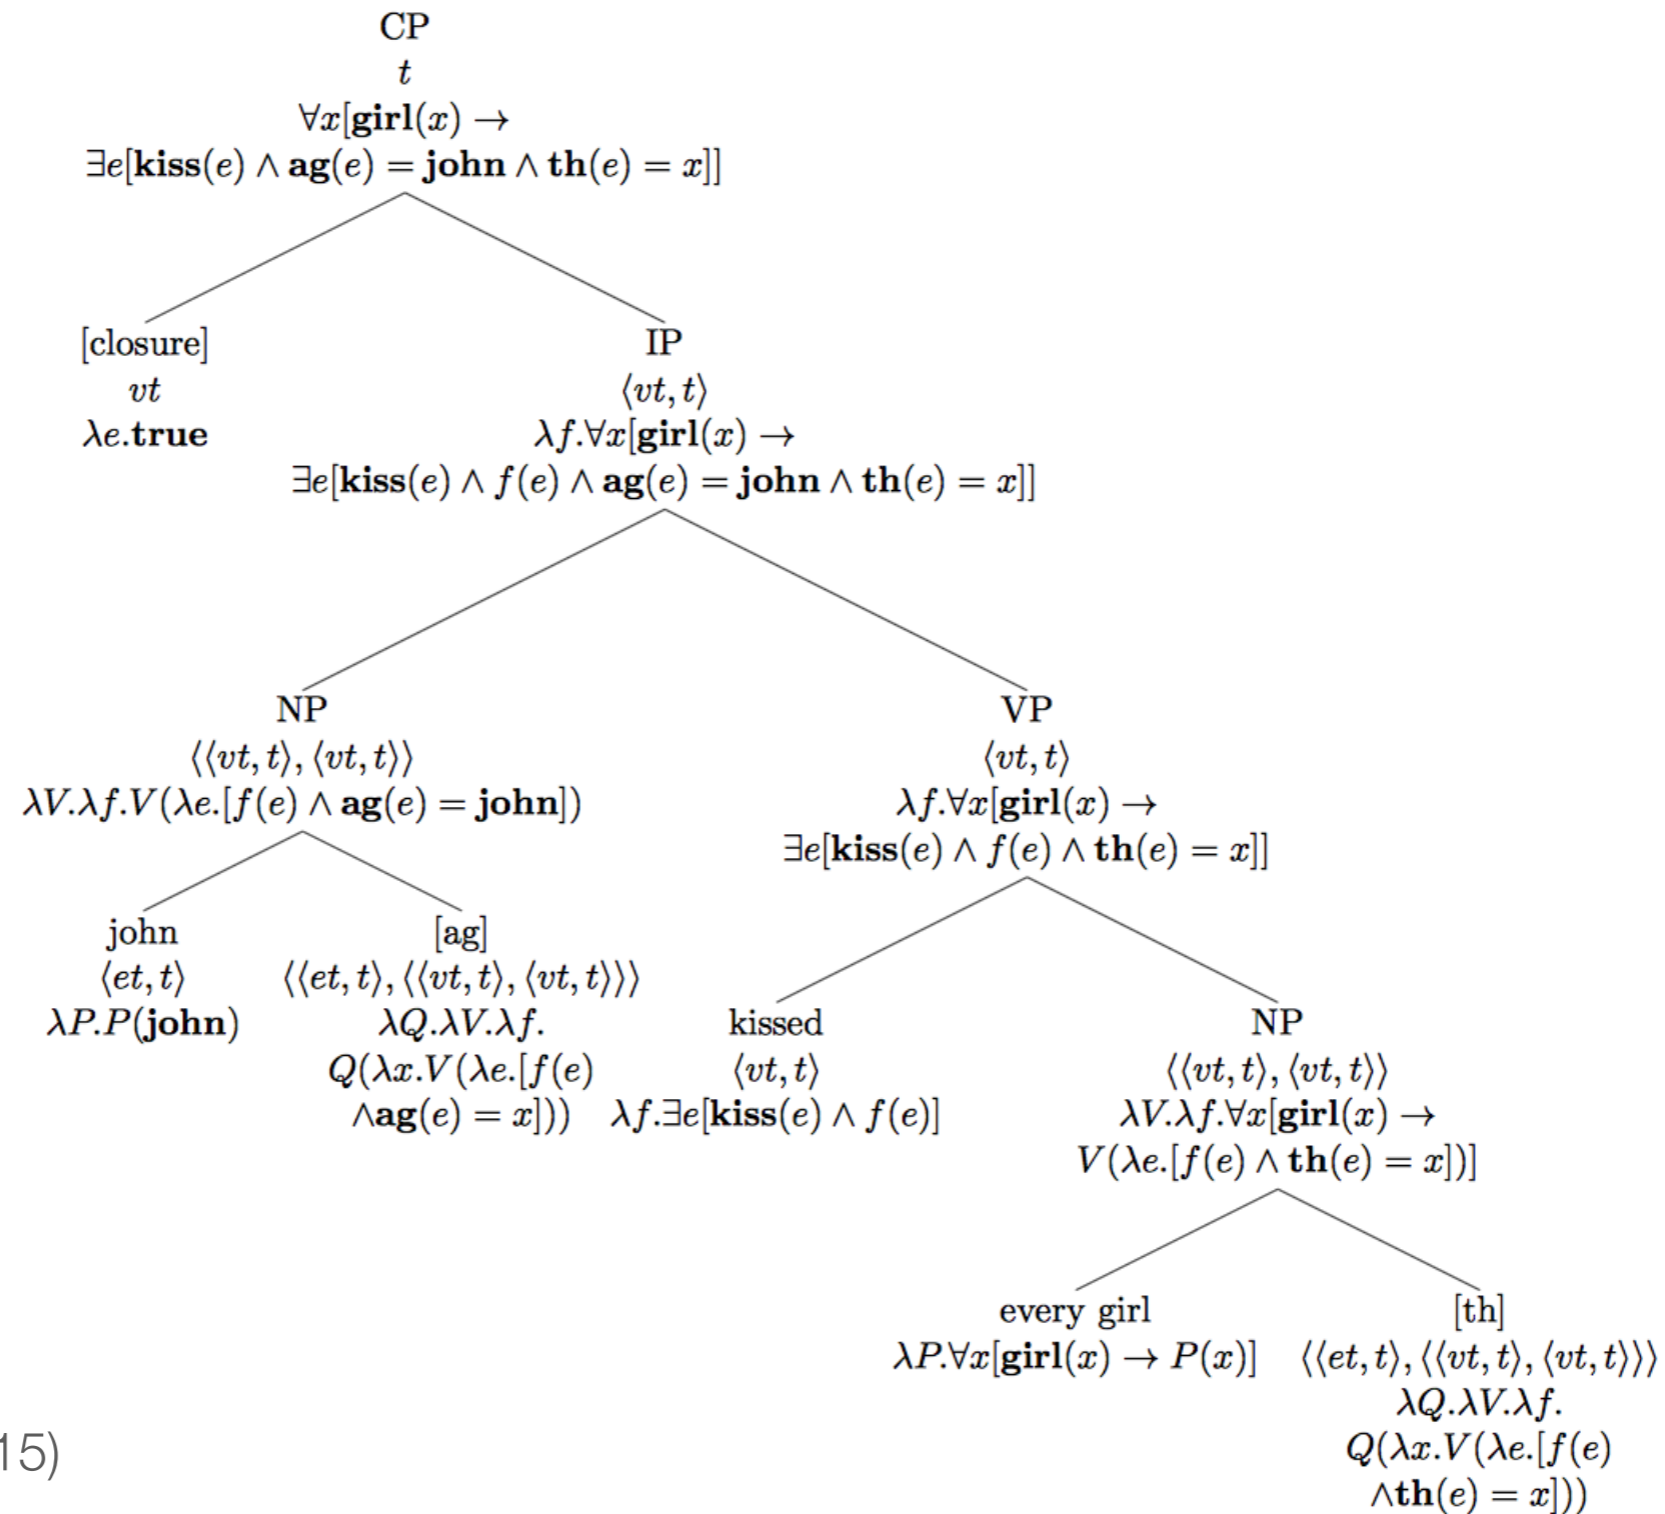 CP
t
∀x[girl(x) →
∃e[kiss(e) ∧ ag(e) = john ∧ th(e) = x]]
[closure]
vt
λe.true
IP
⟨vt, t⟩
λf.∀x[girl(x) →
∃e[kiss(e) ∧ f(e) ∧ ag(e) = john ∧ th(e) = x]]
NP
⟨⟨vt, t⟩, ⟨vt, t⟩⟩
λV.λf.V(λe.[f(e) ∧ ag(e) = john])
VP
⟨vt, t⟩
λf.∀x[girl(x) →
∃e[kiss(e) ∧ f(e) ∧ th(e) = x]]
john
⟨et, t⟩
λP.P(john)
[ag]
⟨⟨et, t⟩, ⟨⟨vt, t⟩, ⟨vt, t⟩⟩⟩
λQ.λV.λf.
Q(λx.V(λe.[f(e)
∧ag(e) = x]))
kissed
⟨vt, t⟩
λf.∃e[kiss(e) ∧ f(e)]
NP
⟨⟨vt, t⟩, ⟨vt, t⟩⟩
λV.λf.∀x[girl(x) →
V(λe.[f(e) ∧ th(e) = x])]
every girl
λP.∀x[girl(x) → P(x)]
[th]
⟨⟨et, t⟩, ⟨⟨vt, t⟩, ⟨vt, t⟩⟩⟩
λQ.λV.λf.
Q(λx.V(λe.[f(e)
∧th(e) = x]))
15)